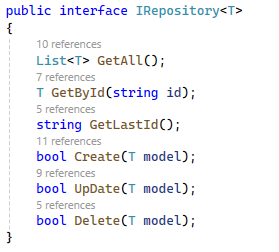 public interface IRepository<T>
{
10 references
List<T> GetAll();
7 references
T GetById(string id);
5 references
string GetLastId();
11 references
bool Create(T model);
9 references
bool UpDate(T model);
5 references
bool Delete(T model);
}